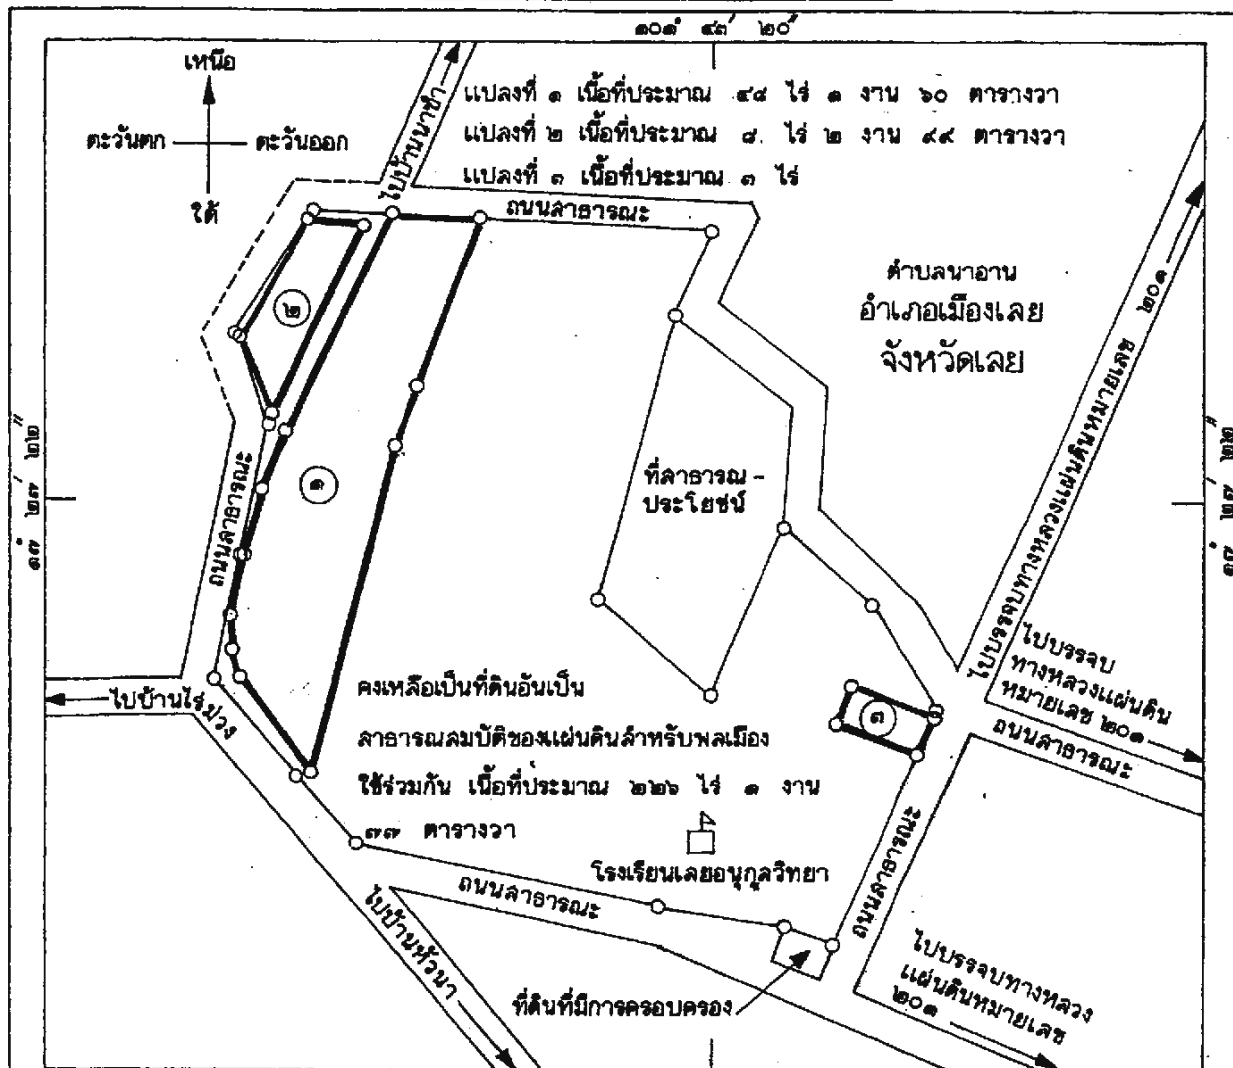 ๑๐๑° ๔๓′ ๒๐″
เหนือ
ตะวันตก
ตะวันออก
ใต้
แปลงที่ ๑ เนื้อที่ประมาณ ๔๔ ไร่ ๑ งาน ๖๐ ตารางวา
แปลงที่ ๒ เนื้อที่ประมาณ ๘ ไร่ ๒ งาน ๙๙ ตารางวา
แปลงที่ ๓ เนื้อที่ประมาณ ๓ ไร่
ไปบ้านนาซำ
ถนนสาธารณะ
ตำบลนาอาน
อำเภอเมืองเลย
จังหวัดเลย
๒
๑
ที่สาธารณ-
ประโยชน์
ถนนสาธารณะ
๑๗° ๒๗′ ๒๒″
๑๗° ๒๗′ ๒๒″
ไปบรรจบทางหลวงแผ่นดินหมายเลข ๒๐๑
ไปบรรจบ
ทางหลวงแผ่นดิน
หมายเลข ๒๐๑
ถนนสาธารณะ
ไปบ้านไร่ม่วง
๓
คงเหลือเป็นที่ดินอันเป็น
สาธารณสมบัติของแผ่นดินสำหรับพลเมือง
ใช้ร่วมกัน เนื้อที่ประมาณ ๒๒๖ ไร่ ๑ งาน
๗๗ ตารางวา
โรงเรียนเลยอนุกูลวิทยา
ถนนสาธารณะ
ถนนสาธารณะ
ไปบ้านหัวนา
ที่ดินที่มีการครอบครอง
ไปบรรจบทางหลวง
แผ่นดินหมายเลข
๒๐๑